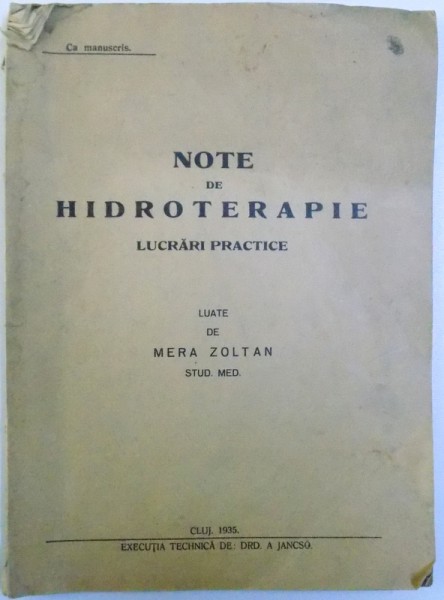 Ca manuscris.
NOTE
DE
HIDROTERAPIE
LUCRĂRI PRACTICE
LUATE
DE
MERA ZOLTAN
STUD. MED.
CLUJ, 1935.
EXECUȚIA TECHNICĂ DE: DRD. A JANCSO.